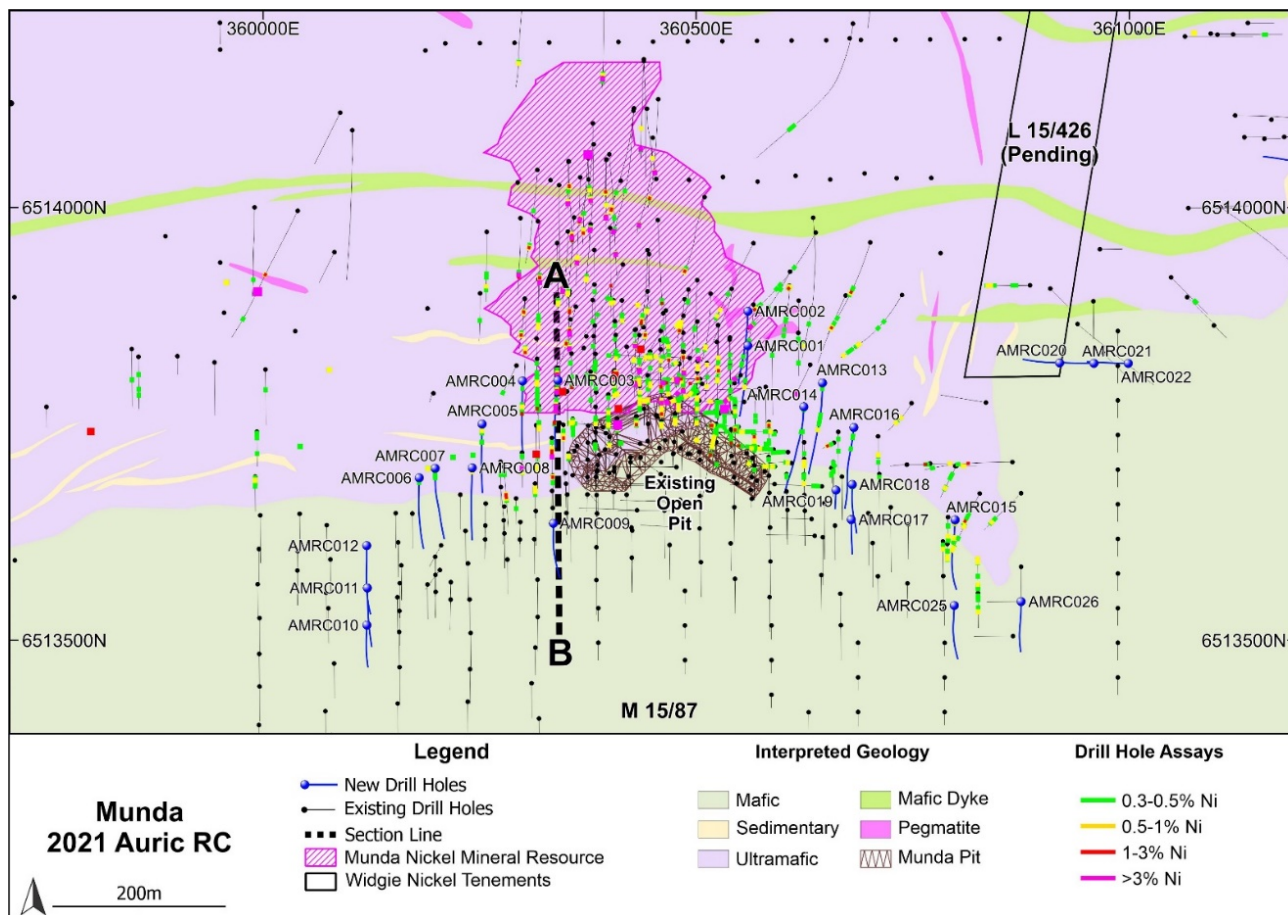 360000E
360500E
361000E
L 15/426
(Pending)
6514000N
6514000N
A
AMRC002
AMRC001
AMRC020
AMRC021
AMRC022
AMRC004
AMRC003
AMRC013
AMRC014
AMRC005
AMRC016
AMRC007
AMRC008
AMRC006
AMRC018
AMRC019
Existing
Open
Pit
AMRC009
AMRC017
AMRC015
AMRC012
AMRC011
AMRC025
AMRC026
AMRC010
6513500N
6513500N
B
M 15/87
Munda
2021 Auric RC
200m
Legend
New Drill Holes
Existing Drill Holes
Section Line
Munda Nickel Mineral Resource
Widgie Nickel Tenements
Interpreted Geology
Mafic
Sedimentary
Ultramafic
Mafic Dyke
Pegmatite
Munda Pit
Drill Hole Assays
0.3-0.5% Ni
0.5-1% Ni
1-3% Ni
>3% Ni